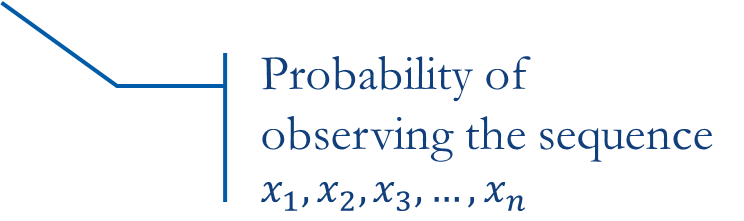 Probability of
observing the sequence
𝑥₁, 𝑥₂, 𝑥₃, … , 𝑥ₙ